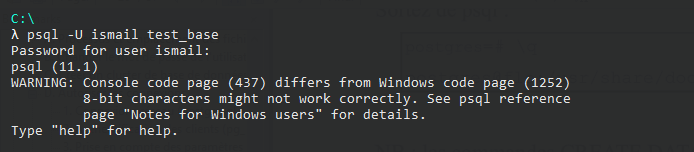 C:\
λ psql -U ismail test_base
Password for user ismail:
psql (11.1)
WARNING: Console code page (437) differs from Windows code page (1252)
         8-bit characters might not work correctly. See psql reference
         page "Notes for Windows users" for details.
Type "help" for help.